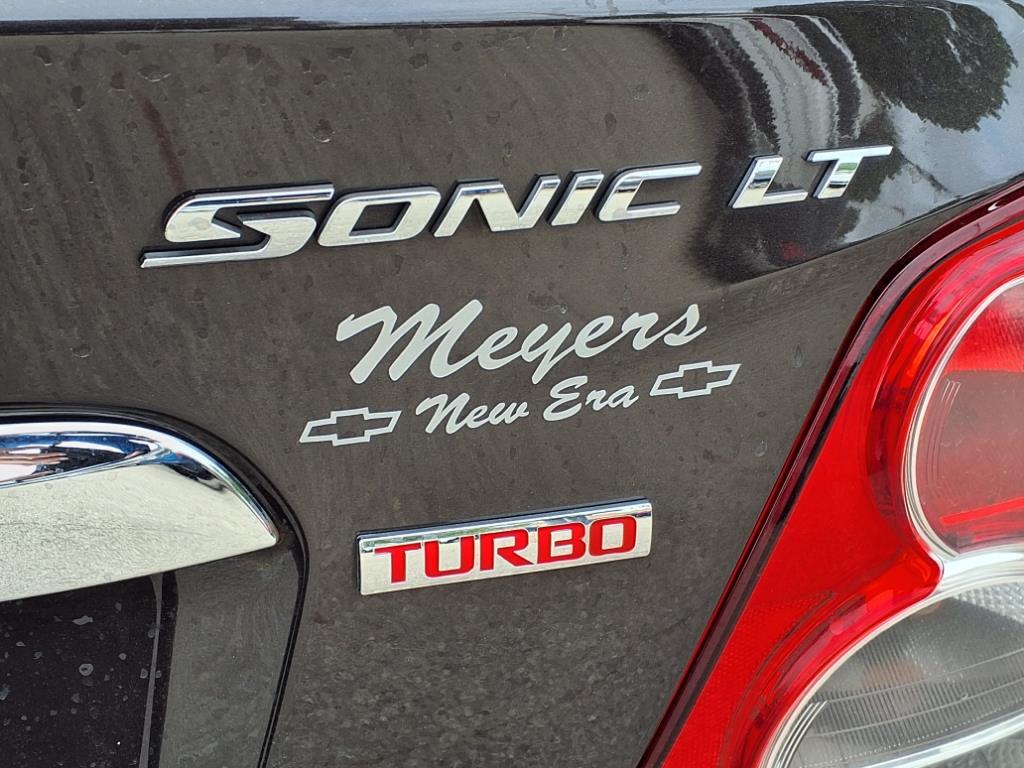 SONIC LT
Meyers
New Era
TURBO